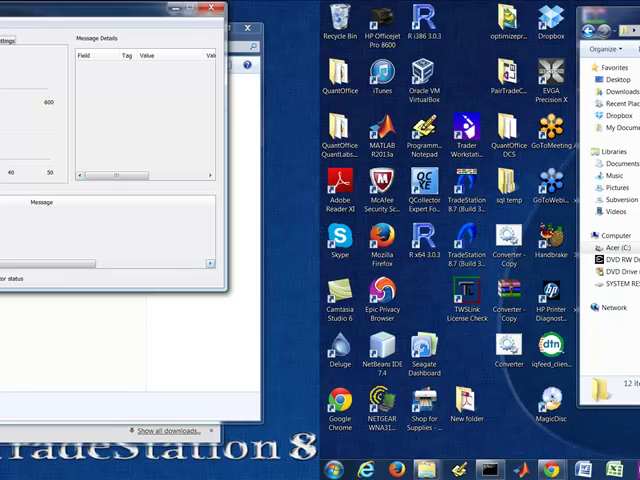 ettings
Message Details
Field Tag Value Val
600
40 50
Message
tor status
Show all downloads...
TradeStation 8
Recycle Bin
HP Officejet Pro 8600
R i386 3.0.3
optimizepr...
Dropbox
QuantOffice
iTunes
Oracle VM VirtualBox
PairTradeC...
EVGA Precision X
QuantOffice QuantLabs...
MATLAB R2013a
Programm... Notepad
Trader Workstati...
QuantOffice DCS
GoToMeeting
Adobe Reader XI
McAfee Security Sc...
QCollector Expert Fo...
TradeStation 8.7 (Build 3...
sql temp
GoToWebi...
Skype
Mozilla Firefox
R x64 3.0.3
TradeStation 8.7 (Build 3...
Converter - Copy
Handbrake
Camtasia Studio 6
Epic Privacy Browser
TWSLink License Check
Converter - Copy
HP Printer Diagnost...
Deluge
NetBeans IDE 7.4
Seagate Dashboard
Converter
dtn
iqfeed_clien...
Google Chrome
NETGEAR WNA31...
Shop for Supplies - ...
New folder
MagicDisc
Organize
Favorites
Desktop
Downloads
Recent Plac
Dropbox
My Docume
Libraries
Documents
Music
Pictures
Subversion
Videos
Computer
Acer (C:)
DVD RW Dr
DVD Drive (
SYSTEM RES
Network
12 ite